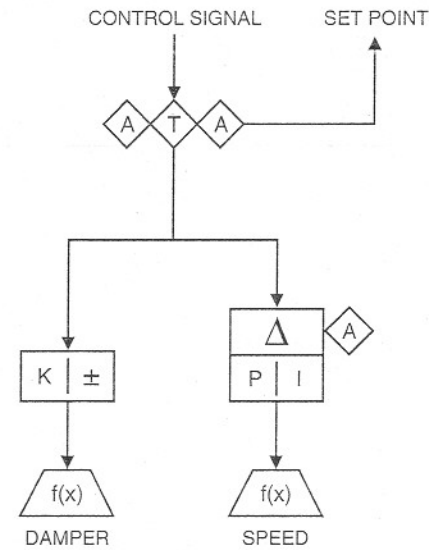 CONTROL SIGNAL SET POINT
A T A
Δ A
K ± P I
f(x) f(x)
DAMPER SPEED